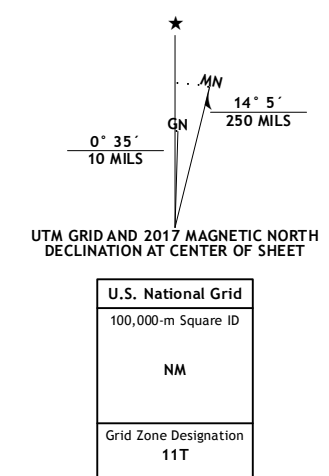 ★
MN
GN
0° 35´
10 MILS
14° 5´
250 MILS
UTM GRID AND 2017 MAGNETIC NORTH
DECLINATION AT CENTER OF SHEET
U.S. National Grid
100,000-m Square ID
NM
Grid Zone Designation
11T